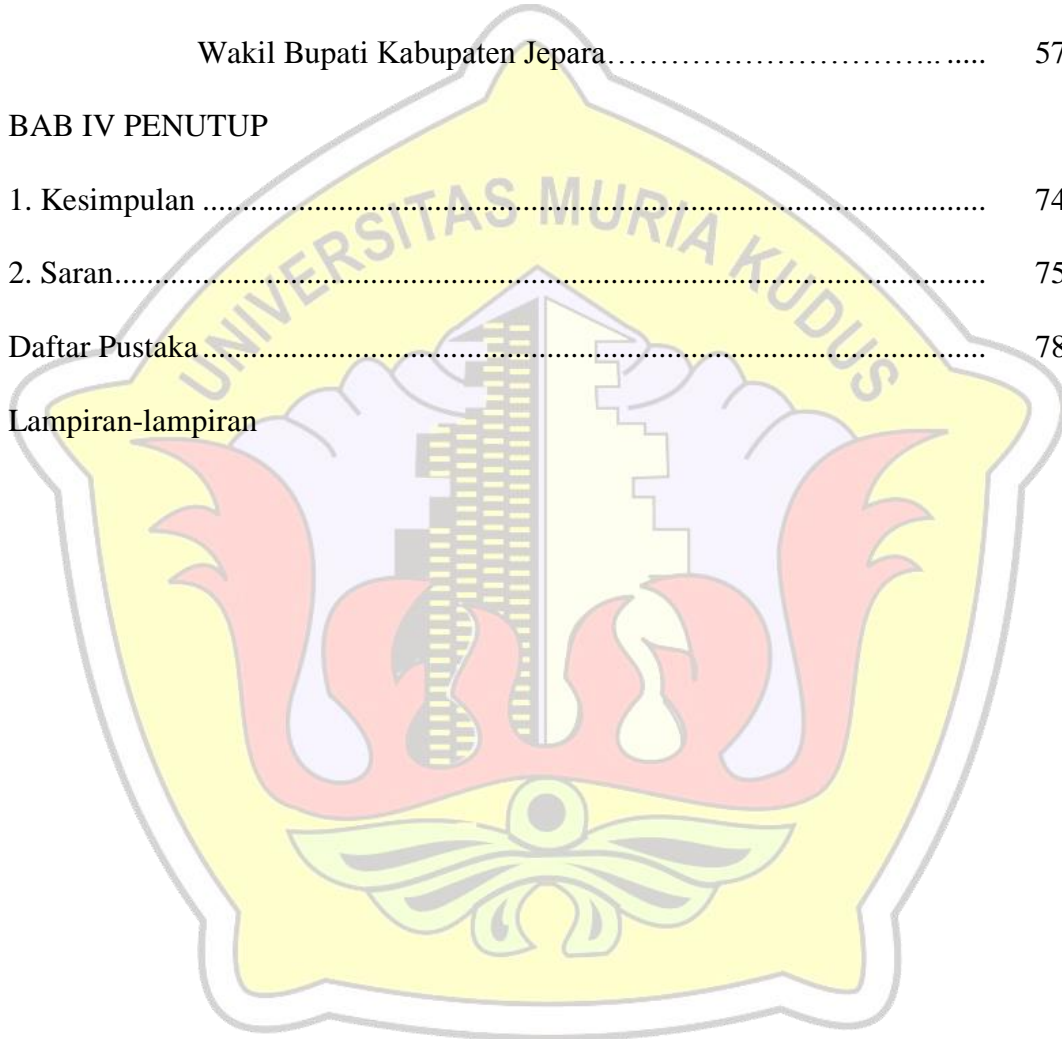 Wakil Bupati Kabupaten Jepara…………………………….. ..... 57
BAB IV PENUTUP
1. Kesimpulan ................................................................................................ 74
2. Saran........................................................................................................... 75
Daftar Pustaka ................................................................................................ 78
Lampiran-lampiran
UNIVERSITAS MURIA KUDUS